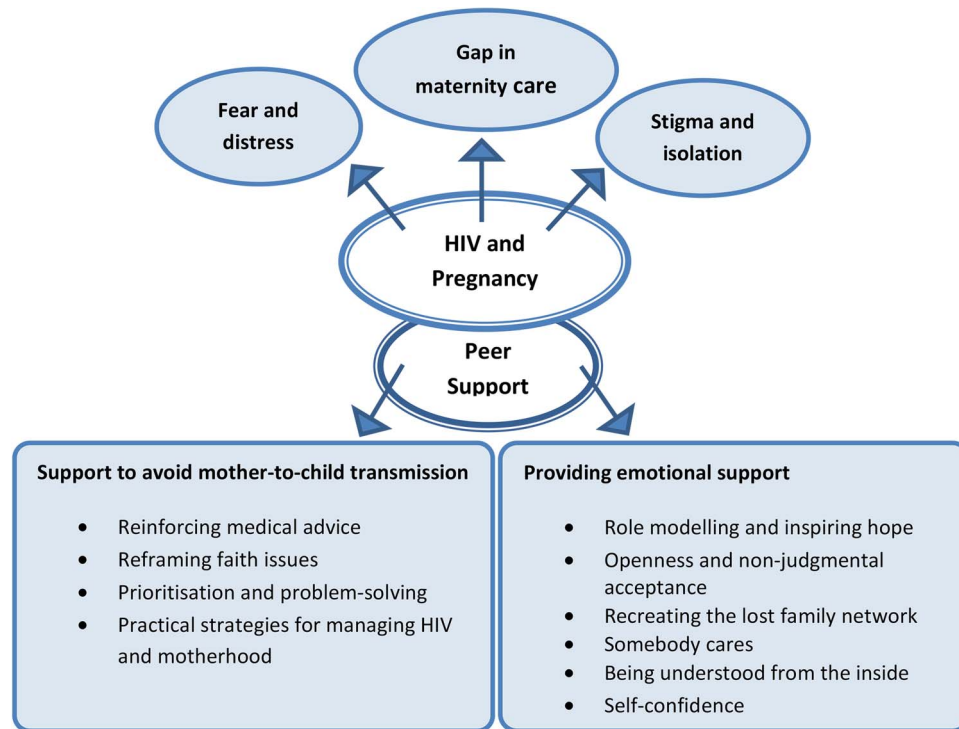 Gap in
maternity care
Fear and
distress
Stigma and
isolation
HIV and
Pregnancy
Peer
Support
Support to avoid mother-to-child transmission
• Reinforcing medical advice
• Reframing faith issues
• Prioritisation and problem-solving
• Practical strategies for managing HIV
and motherhood
Providing emotional support
• Role modelling and inspiring hope
• Openness and non-judgmental
acceptance
• Recreating the lost family network
• Somebody cares
• Being understood from the inside
• Self-confidence